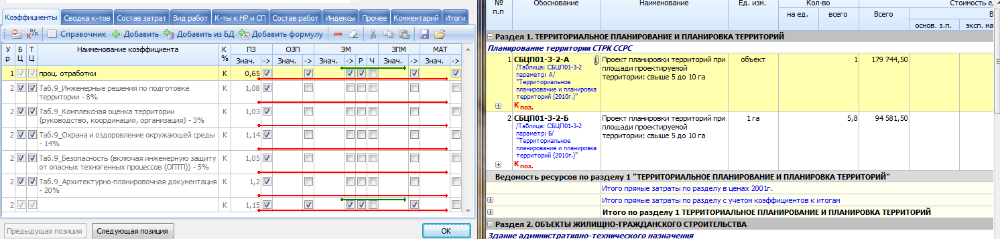 Коэффициенты Сводка к-тов Состав затрат Вид работ К-ты к НР и СП Состав работ Индексы Прочее Комментарий Итоги
К/% Справочник Добавить Добавить из БД Добавить формулу
У р Б Ц Т Ц Наименование коэффициента К % ПЗ ОЗП ЭМ ЗПМ МАТ
Знач. -> Знач. -> Знач. -> Р Ч Знач. -> Знач. ->
1 проц. отработки К 0,65
2 Таб.9_Инженерные решения по подготовке К 1,08
территории - 8%
2 Таб.9_Комплексная оценка территории К 1,03
(руководство, координация, организация) - 3%
2 Таб.9_Охрана и оздоровление окружающей среды К 1,14
- 14%
2 Таб.9_Безопасность (включая инженерную защиту К 1,05
от опасных техногенных процессов (ОПТП)) - 5%
2 Таб.9_Архитектурно-планировочная документация К 1,2
- 20%
2 К 1,15
Предыдущая позиция Следующая позиция OK
№ Обоснование Наименование Ед. изм. Кол-во Стоимость е
п.п на ед. всего Всего В
основ. з.п. эксп. ма
Раздел 1. ТЕРРИТОРИАЛЬНОЕ ПЛАНИРОВАНИЕ И ПЛАНИРОВКА ТЕРРИТОРИЙ
Планирование территории СТРК ССРС
1 СБЦП01-3-2-А Проект планировки территорий при объект 1 179 744,50
/Таблица: СБЦП01-3-2 площади проектируемой
параметр: А/ территории: свыше 5 до 10 га
"Территориальное
планирование и планировка
территорий (2010г.)"
К поз.
2 СБЦП01-3-2-Б Проект планировки территорий при 1 га 5,8 94 581,50
/Таблица: СБЦП01-3-2 площади проектируемой
параметр: Б/ территории: свыше 5 до 10 га
"Территориальное
планирование и планировка
территорий (2010г.)"
К поз.
Ведомость ресурсов по разделу 1 "ТЕРРИТОРИАЛЬНОЕ ПЛАНИРОВАНИЕ И ПЛАНИРОВКА ТЕРРИТОРИЙ"
Итого прямые затраты по разделу в ценах 2001г.
Итого прямые затраты по разделу с учетом коэффициентов к итогам
Итого по разделу 1 ТЕРРИТОРИАЛЬНОЕ ПЛАНИРОВАНИЕ И ПЛАНИРОВКА ТЕРРИТОРИЙ
Раздел 2. ОБЪЕКТЫ ЖИЛИЩНО-ГРАЖДАНСКОГО СТРОИТЕЛЬСТВА
Здание административно-технического назначения